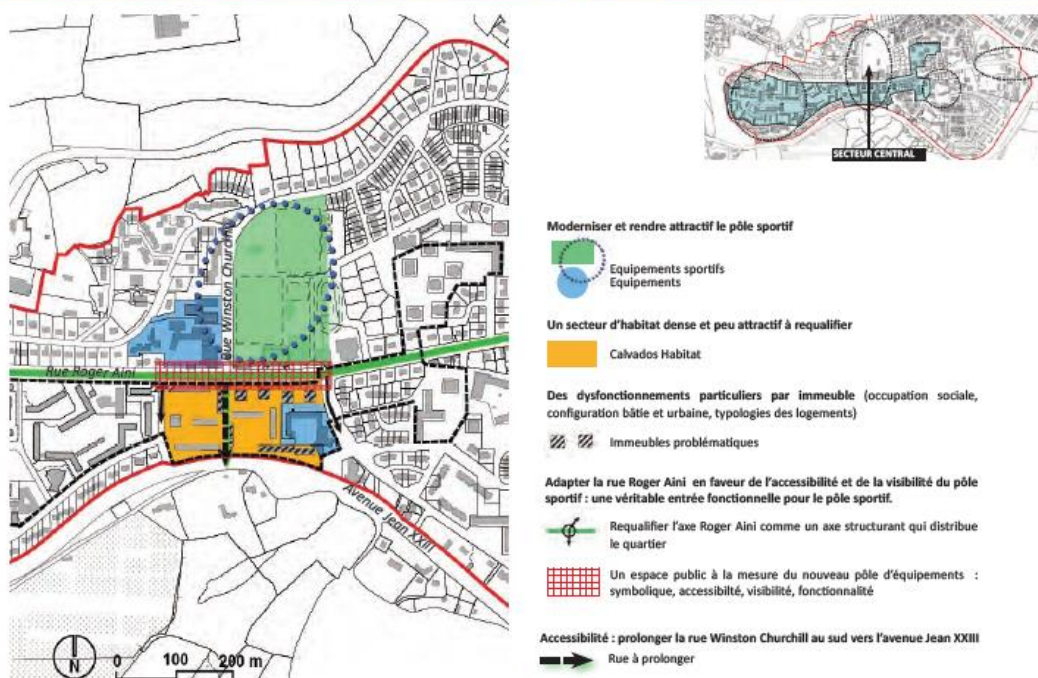 Rue Winston Churchill
Rue Roger Aini
Avenue Jean XXIII
N
0 100 200 m
SECTEUR CENTRAL
Moderniser et rendre attractif le pôle sportif
Equipements sportifs
Equipements
Un secteur d'habitat dense et peu attractif à requalifier
Calvados Habitat
Des dysfonctionnements particuliers par immeuble (occupation sociale,
configuration bâtie et urbaine, typologies des logements)
Immeubles problématiques
Adapter la rue Roger Aini en faveur de l'accessibilité et de la visibilité du pôle
sportif : une véritable entrée fonctionnelle pour le pôle sportif.
Requalifier l'axe Roger Aini comme un axe structurant qui distribue
le quartier
Un espace public à la mesure du nouveau pôle d'équipements :
symbolique, accessibilté, visibilité, fonctionnalité
Accessibilité : prolonger la rue Winston Churchill au sud vers l'avenue Jean XXIII
Rue à prolonger